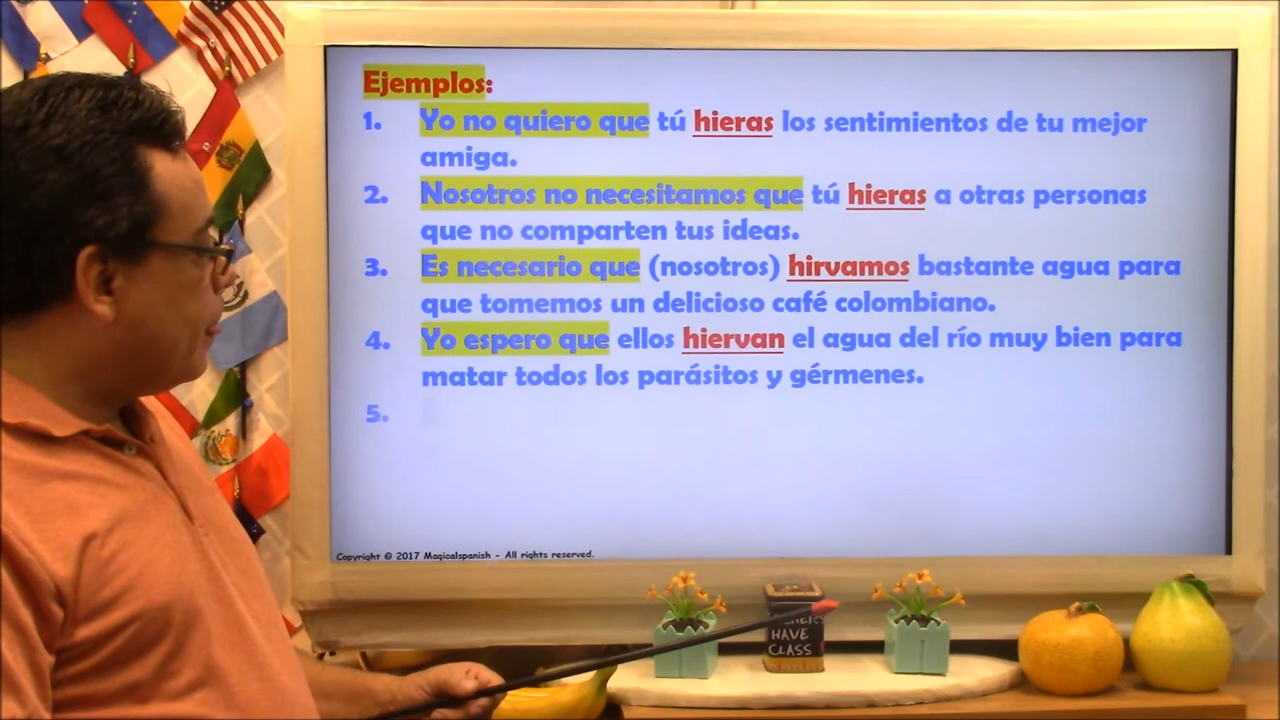 Ejemplos:
1. Yo no quiero que tú hieras los sentimientos de tu mejor
amiga.
2. Nosotros no necesitamos que tú hieras a otras personas
que no comparten tus ideas.
3. Es necesario que (nosotros) hirvamos bastante agua para
que tomemos un delicioso café colombiano.
4. Yo espero que ellos hiervan el agua del río muy bien para
matar todos los parásitos y gérmenes.
5.
Copyright © 2017 Magicalspanish - All rights reserved.
HAVE
CLASS